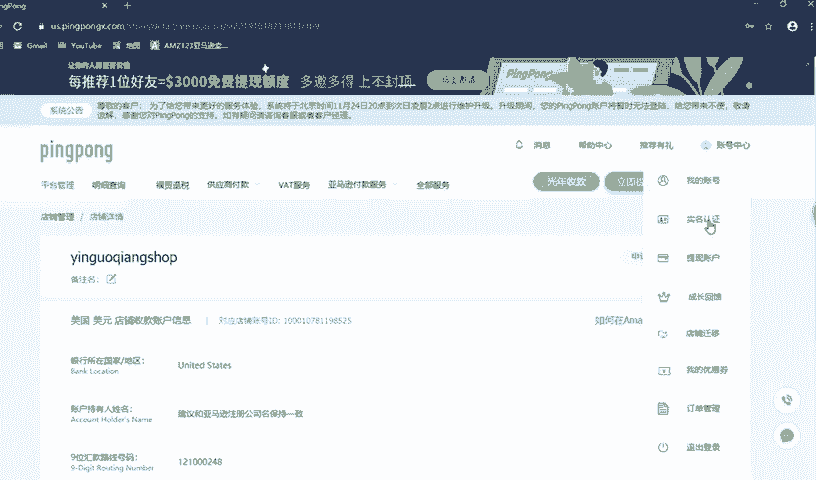 us.pingpongx.com
Gmail YouTube 地图 AMZ123亚马逊
每推荐1位好友=$3000免费提现额度 多邀多得 上不封顶
PingPong
系统公告
尊敬的客户：为了给您带来更好的服务体验，系统将于北京时间11月24日20点到次日凌晨2点进行维护升级。升级期间，您的PingPong账户将暂时无法登陆，给您带来不便，敬请
谅解，感谢您对PingPong的支持。如有疑问请咨询客服或者客户经理。
pingpong
消息 帮助中心 推荐有礼 账号中心
平台管理 明细查询 供应商付款 VAT服务 亚马逊付款服务 全部服务
光年收款 立即
店铺管理 / 店铺详情
yinguoqiangshop
备注名：
美国 美元 店铺收款账户信息 | 对应店铺账号ID: 100010781198525 如何在Ama
银行所在国家/地区：
Bank Location
United States
账户持有人姓名：
Account Holder's Name
建议和亚马逊注册公司名保持一致
9位汇款路线号码：
9-Digit Routing Number
121000248
我的账号
实名认证
提现账户
成长回馈
店铺迁移
我的优惠券
订单管理
退出登录